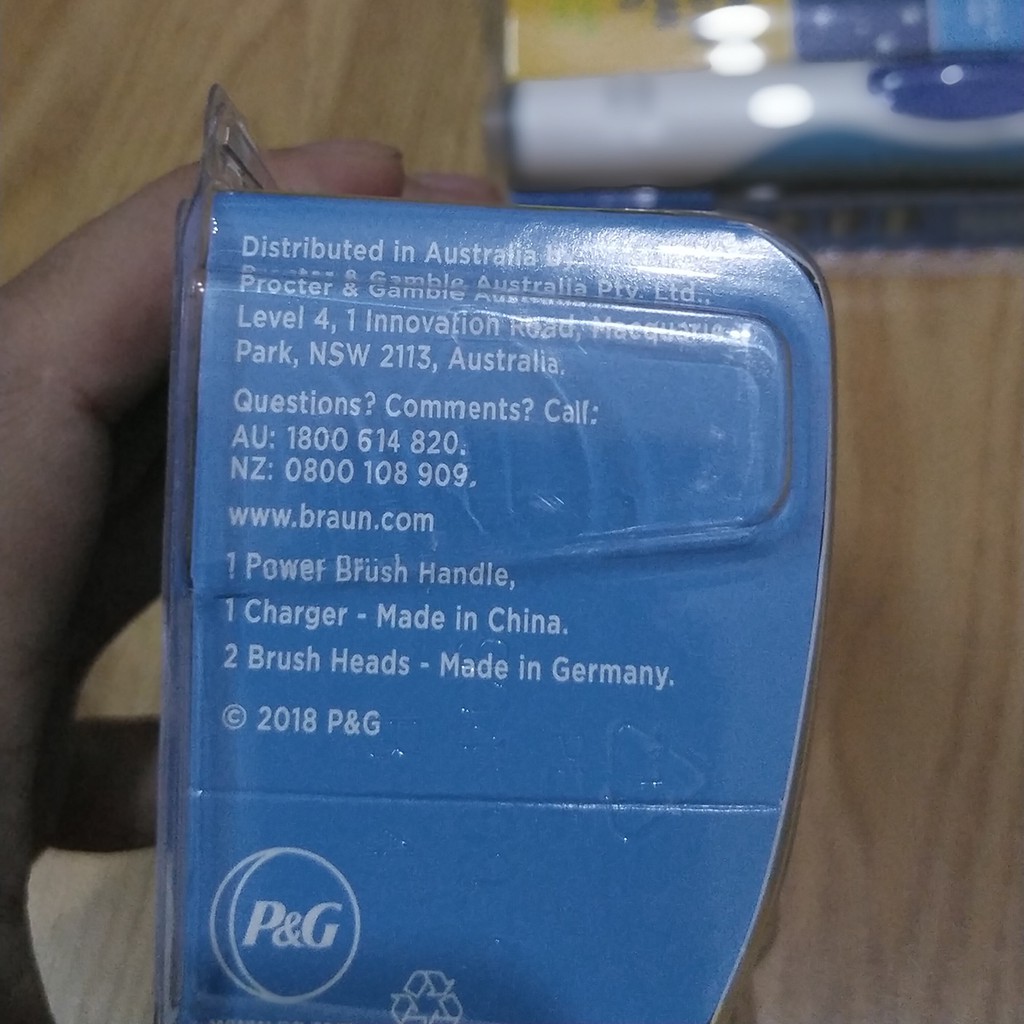 Distributed in Australia
Procter & Gamble Australia Pty. Ltd.,
Level 4, 1 Innovation Road, Macquarie
Park, NSW 2113, Australia.
Questions? Comments? Call:
AU: 1800 614 820.
NZ: 0800 108 909.
www.braun.com
1 Power Brush Handle,
1 Charger - Made in China.
2 Brush Heads - Made in Germany.
© 2018 P&G
P&G